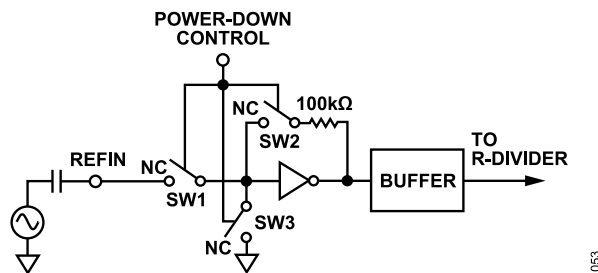 POWER-DOWN
CONTROL
NC
100kΩ
SW2
REFIN
NC
SW1
SW3
NC
BUFFER
TO
R-DIVIDER
053